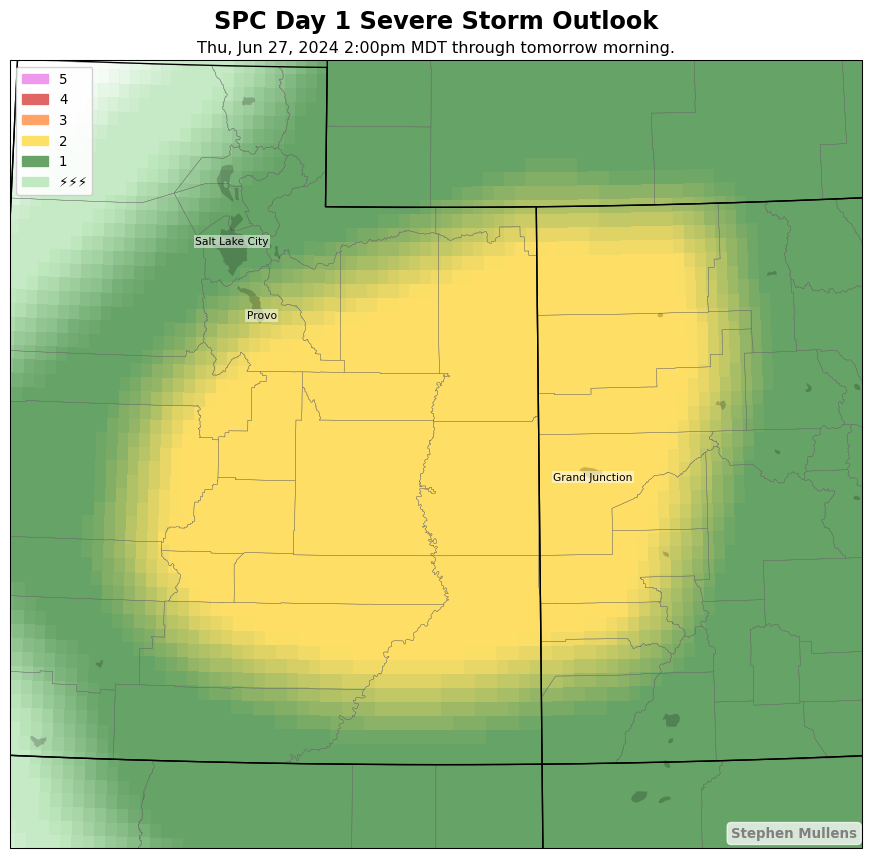 SPC Day 1 Severe Storm Outlook
Thu, Jun 27, 2024 2:00pm MDT through tomorrow morning.
5
4
3
2
1
⚡⚡⚡
Salt Lake City
Provo
Grand Junction
Stephen Mullens